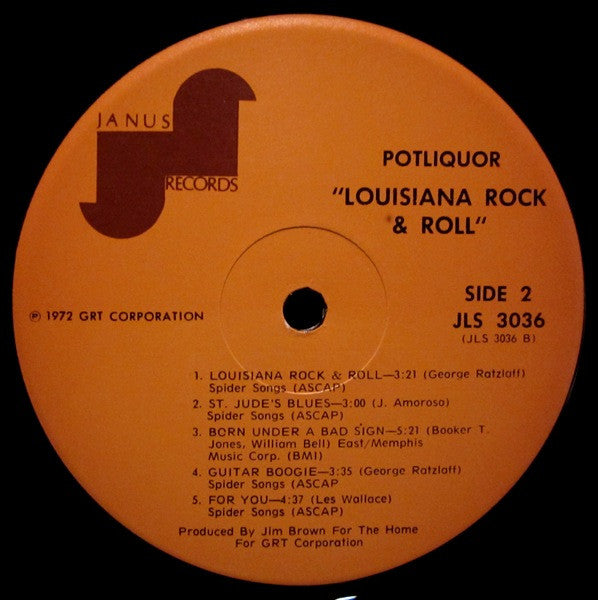 JANUS
RECORDS
POTLIQUOR
"LOUISIANA ROCK
& ROLL"
℗ 1972 GRT CORPORATION
SIDE 2
JLS 3036
(JLS 3036 B)
1. LOUISIANA ROCK & ROLL—3:21 (George Ratzlaff)
Spider Songs (ASCAP)
2. ST. JUDE'S BLUES—3:00 (J. Amoroso)
Spider Songs (ASCAP)
3. BORN UNDER A BAD SIGN—5:21 (Booker T.
Jones, William Bell) East/Memphis
Music Corp. (BMI)
4. GUITAR BOOGIE—3:35 (George Ratzlaff)
Spider Songs (ASCAP
5. FOR YOU—4:37 (Les Wallace)
Spider Songs (ASCAP)
Produced By Jim Brown For The Home
For GRT Corporation